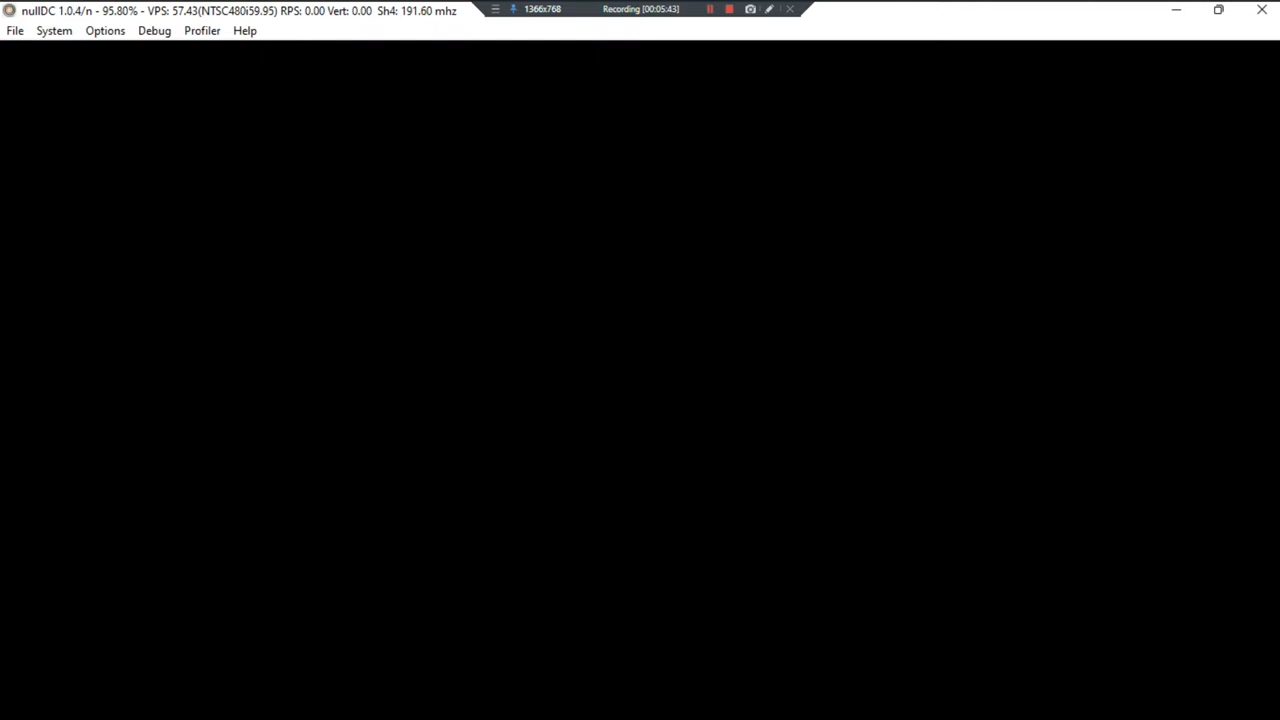 nullDC 1.0.4/n - 95.80% - VPS: 57.43(NTSC480i59.95) RPS: 0.00 Vert: 0.00 Sh4: 191.60 mhz
1366x768 Recording [00:05:43]
File System Options Debug Profiler Help